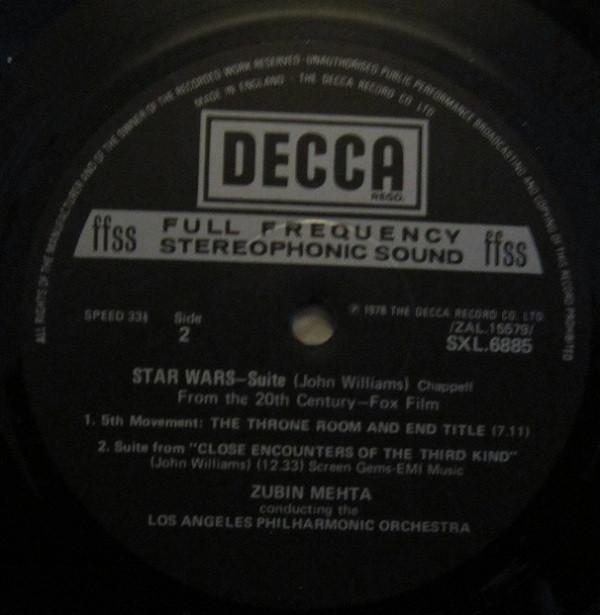 ALL RIGHTS OF THE MANUFACTURER AND OF THE OWNER OF THE RECORDED WORK RESERVED · UNAUTHORISED PUBLIC PERFORMANCE BROADCASTING AND COPYING OF THIS RECORD PROHIBITED
MADE IN ENGLAND · THE DECCA RECORD CO. LTD.
DECCA
REGD.
ffss FULL FREQUENCY ffss
STEREOPHONIC SOUND
SPEED 33⅓ Side
2
℗ 1978 THE DECCA RECORD CO. LTD.
/ZAL.15579/
SXL.6885
STAR WARS—Suite (John Williams) Chappell
From the 20th Century—Fox Film
1. 5th Movement: THE THRONE ROOM AND END TITLE (7.11)
2. Suite from "CLOSE ENCOUNTERS OF THE THIRD KIND"
(John Williams) (12.33) Screen Gems-EMI Music
ZUBIN MEHTA
conducting the
LOS ANGELES PHILHARMONIC ORCHESTRA